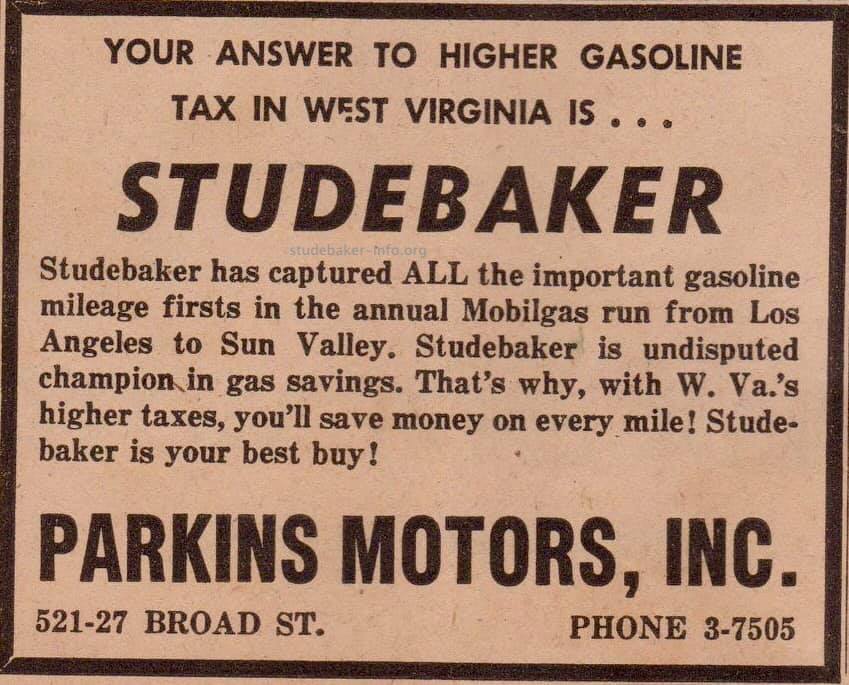 YOUR ANSWER TO HIGHER GASOLINE
TAX IN WEST VIRGINIA IS . . .
STUDEBAKER
studebaker-info.org
Studebaker has captured ALL the important gasoline
mileage firsts in the annual Mobilgas run from Los
Angeles to Sun Valley. Studebaker is undisputed
champion in gas savings. That's why, with W. Va.'s
higher taxes, you'll save money on every mile! Stude-
baker is your best buy!
PARKINS MOTORS, INC.
521-27 BROAD ST. PHONE 3-7505